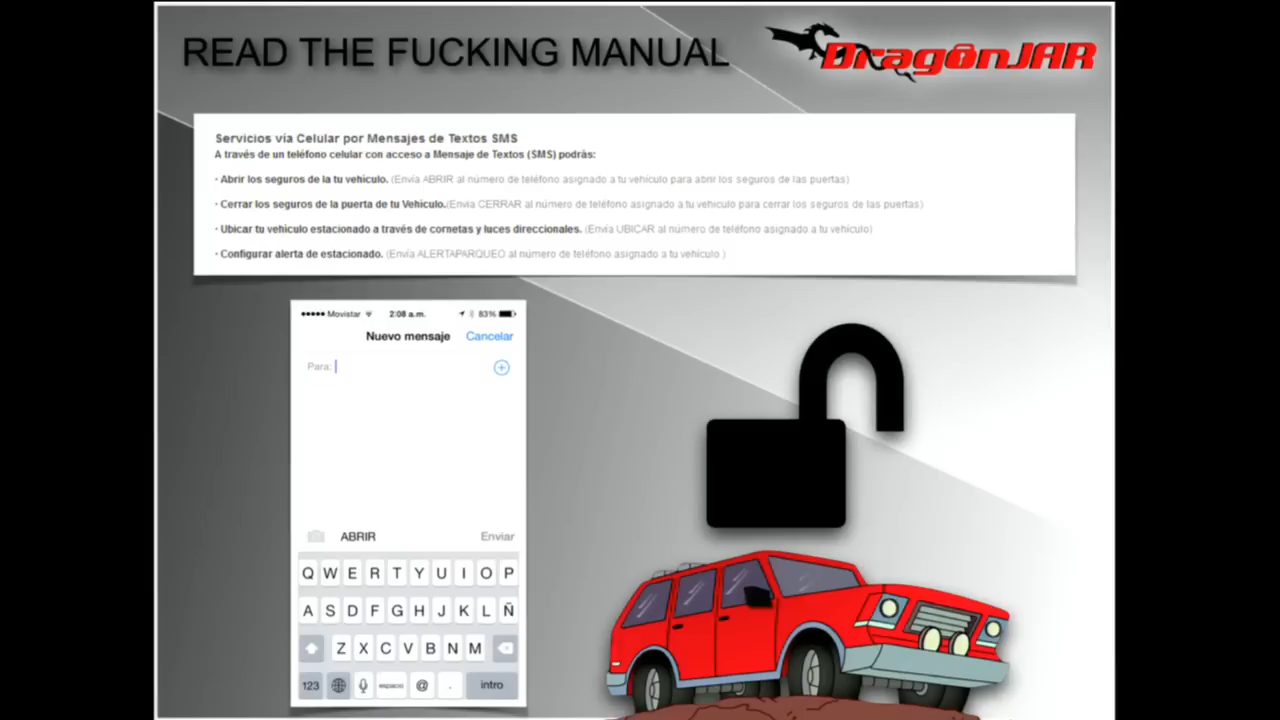 READ THE FUCKING MANUAL
DragônJAR
Servicios vía Celular por Mensajes de Textos SMS
A través de un teléfono celular con acceso a Mensaje de Textos (SMS) podrás:
• Abrir los seguros de la tu vehículo. (Envía ABRIR al número de teléfono asignado a tu vehículo para abrir los seguros de las puertas)
• Cerrar los seguros de la puerta de tu Vehículo.(Envía CERRAR al número de teléfono asignado a tu vehículo para cerrar los seguros de las puertas)
• Ubicar tu vehículo estacionado a través de cornetas y luces direccionales. (Envía UBICAR al número de teléfono asignado a tu vehículo)
• Configurar alerta de estacionado. (Envía ALERTAPARQUEO al número de teléfono asignado a tu vehículo )
Movistar 2:08 a.m. 83%
Nuevo mensaje Cancelar
Para:
ABRIR Enviar
Q W E R T Y U I O P
A S D F G H J K L Ñ
Z X C V B N M
123 espacio @ . intro